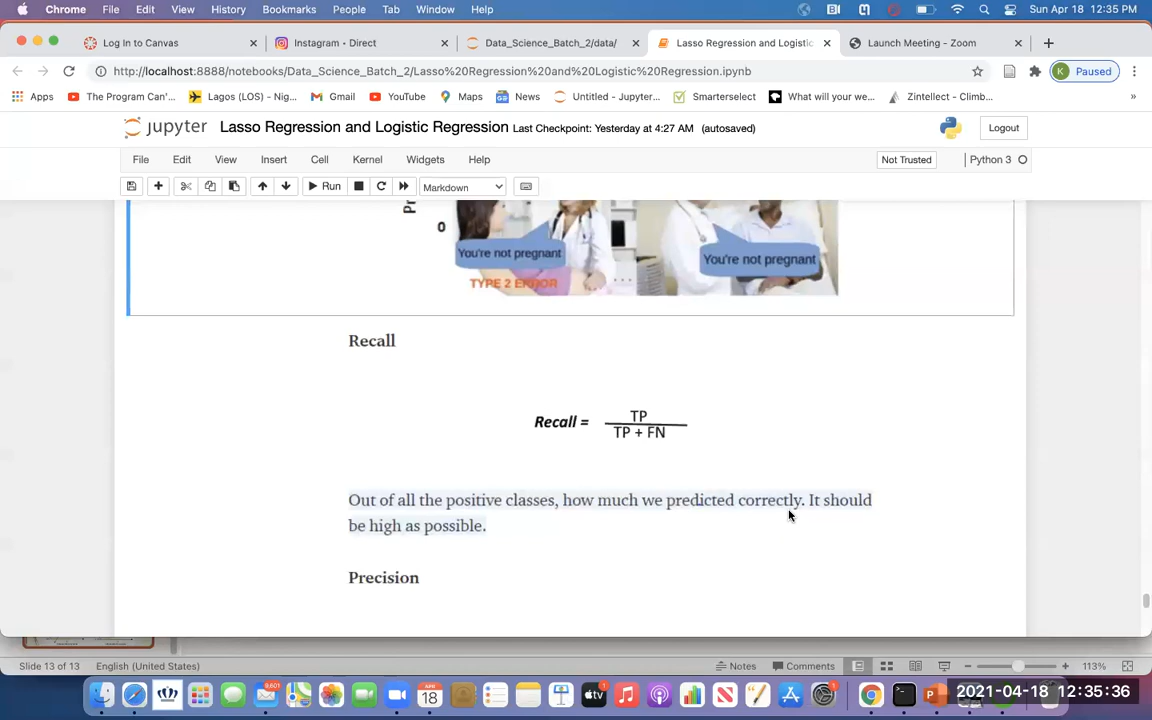 Chrome File Edit View History Bookmarks People Tab Window Help Sun Apr 18 12:35 PM
Log In to Canvas Instagram • Direct Data_Science_Batch_2/data/ Lasso Regression and Logistic Launch Meeting - Zoom
http://localhost:8888/notebooks/Data_Science_Batch_2/Lasso%20Regression%20and%20Logistic%20Regression.ipynb K Paused
Apps The Program Can'... Lagos (LOS) - Nig... Gmail YouTube Maps News Untitled - Jupyter... Smarterselect What will your we... Zintellect - Climb... »
jupyter Lasso Regression and Logistic Regression Last Checkpoint: Yesterday at 4:27 AM (autosaved) Logout
File Edit View Insert Cell Kernel Widgets Help Not Trusted Python 3
Run Markdown
Pr
0
You're not pregnant You're not pregnant
TYPE 2 ERROR
Recall
Recall = TP
TP + FN
Out of all the positive classes, how much we predicted correctly. It should
be high as possible.
Precision
Slide 13 of 13 English (United States) Notes Comments 113%
9,601 APR 18 1 1
2021-04-18 12:35:36